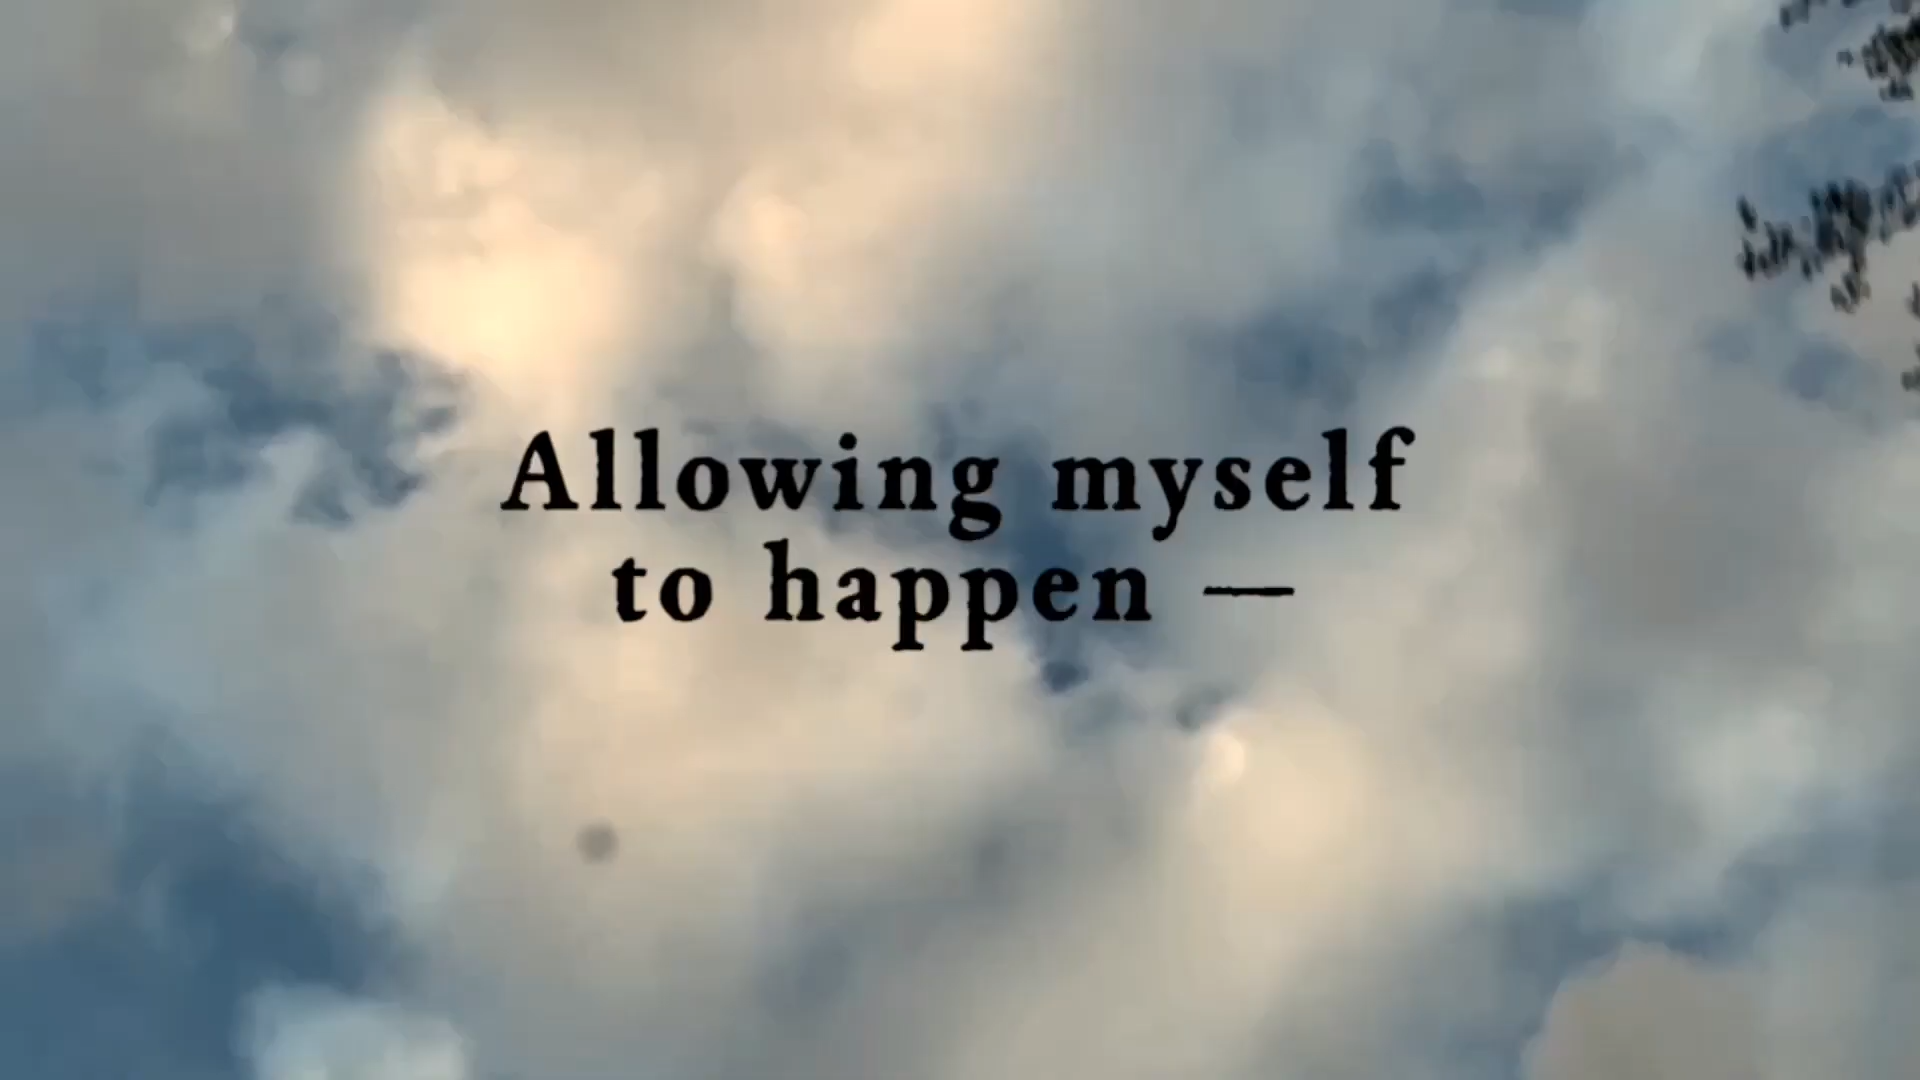 Allowing myself
to happen —